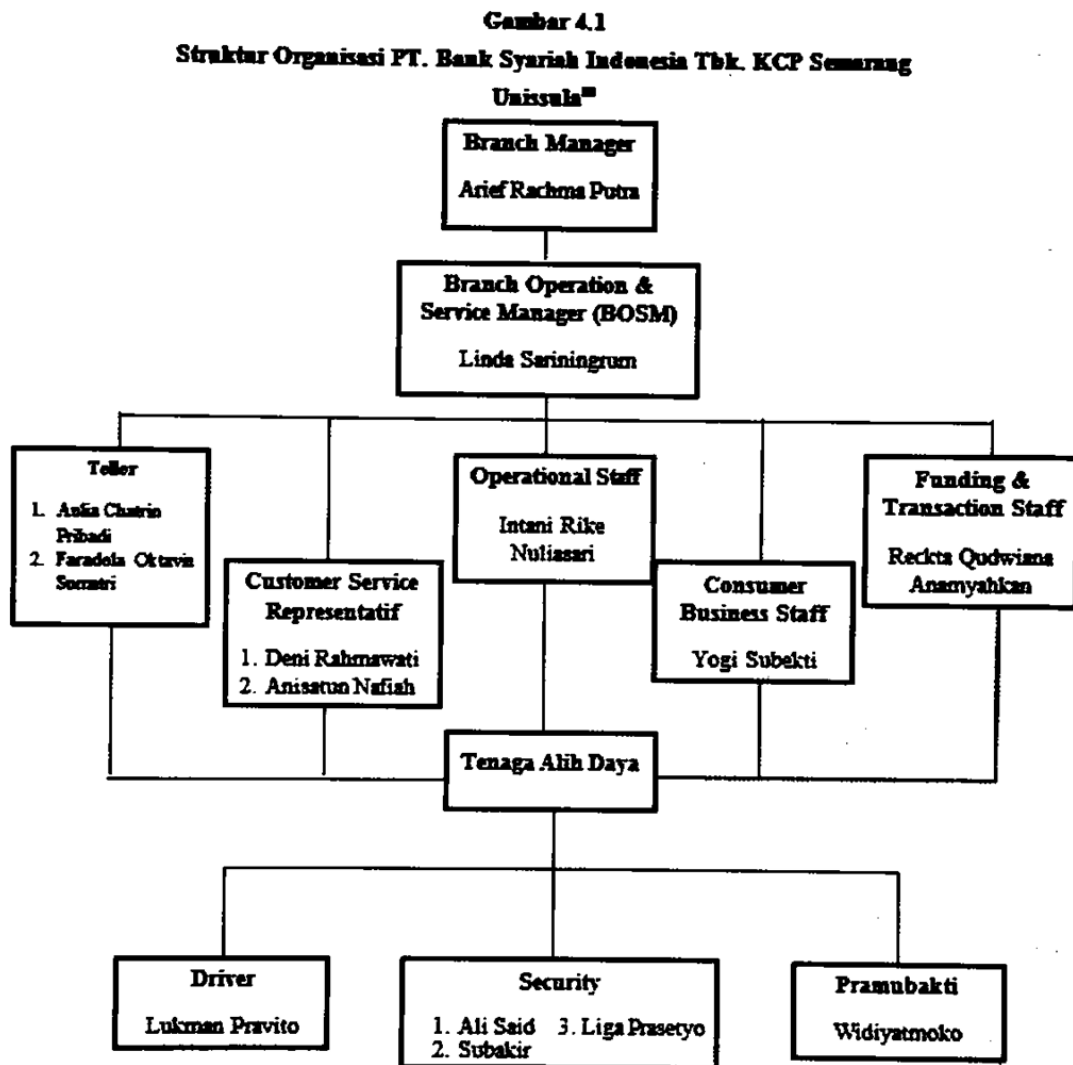 Gambar 4.1
Struktur Organisasi PT. Bank Syariah Indonesia Tbk. KCP Semarang
Unissula
Branch Manager
Arief Rachma Putra
Branch Operation &
Service Manager (BOSM)
Linda Sariningrum
Teller
1. Aulia Chatrin
Pribadi
2. Faradela Oktavia
Operational Staff
Intani Rike
Nuliasari
Funding &
Transaction Staff
Reckta Qudwiana
Anamyahkan
Customer Service
Representatif
1. Deni Rahmawati
2. Anisatun Nafiah
Consumer
Business Staff
Yogi Subekti
Tenaga Alih Daya
Driver
Lukman Pravito
Security
1. Ali Said 3. Liga Prasetyo
2. Subakir
Pramubakti
Widiyatmoko